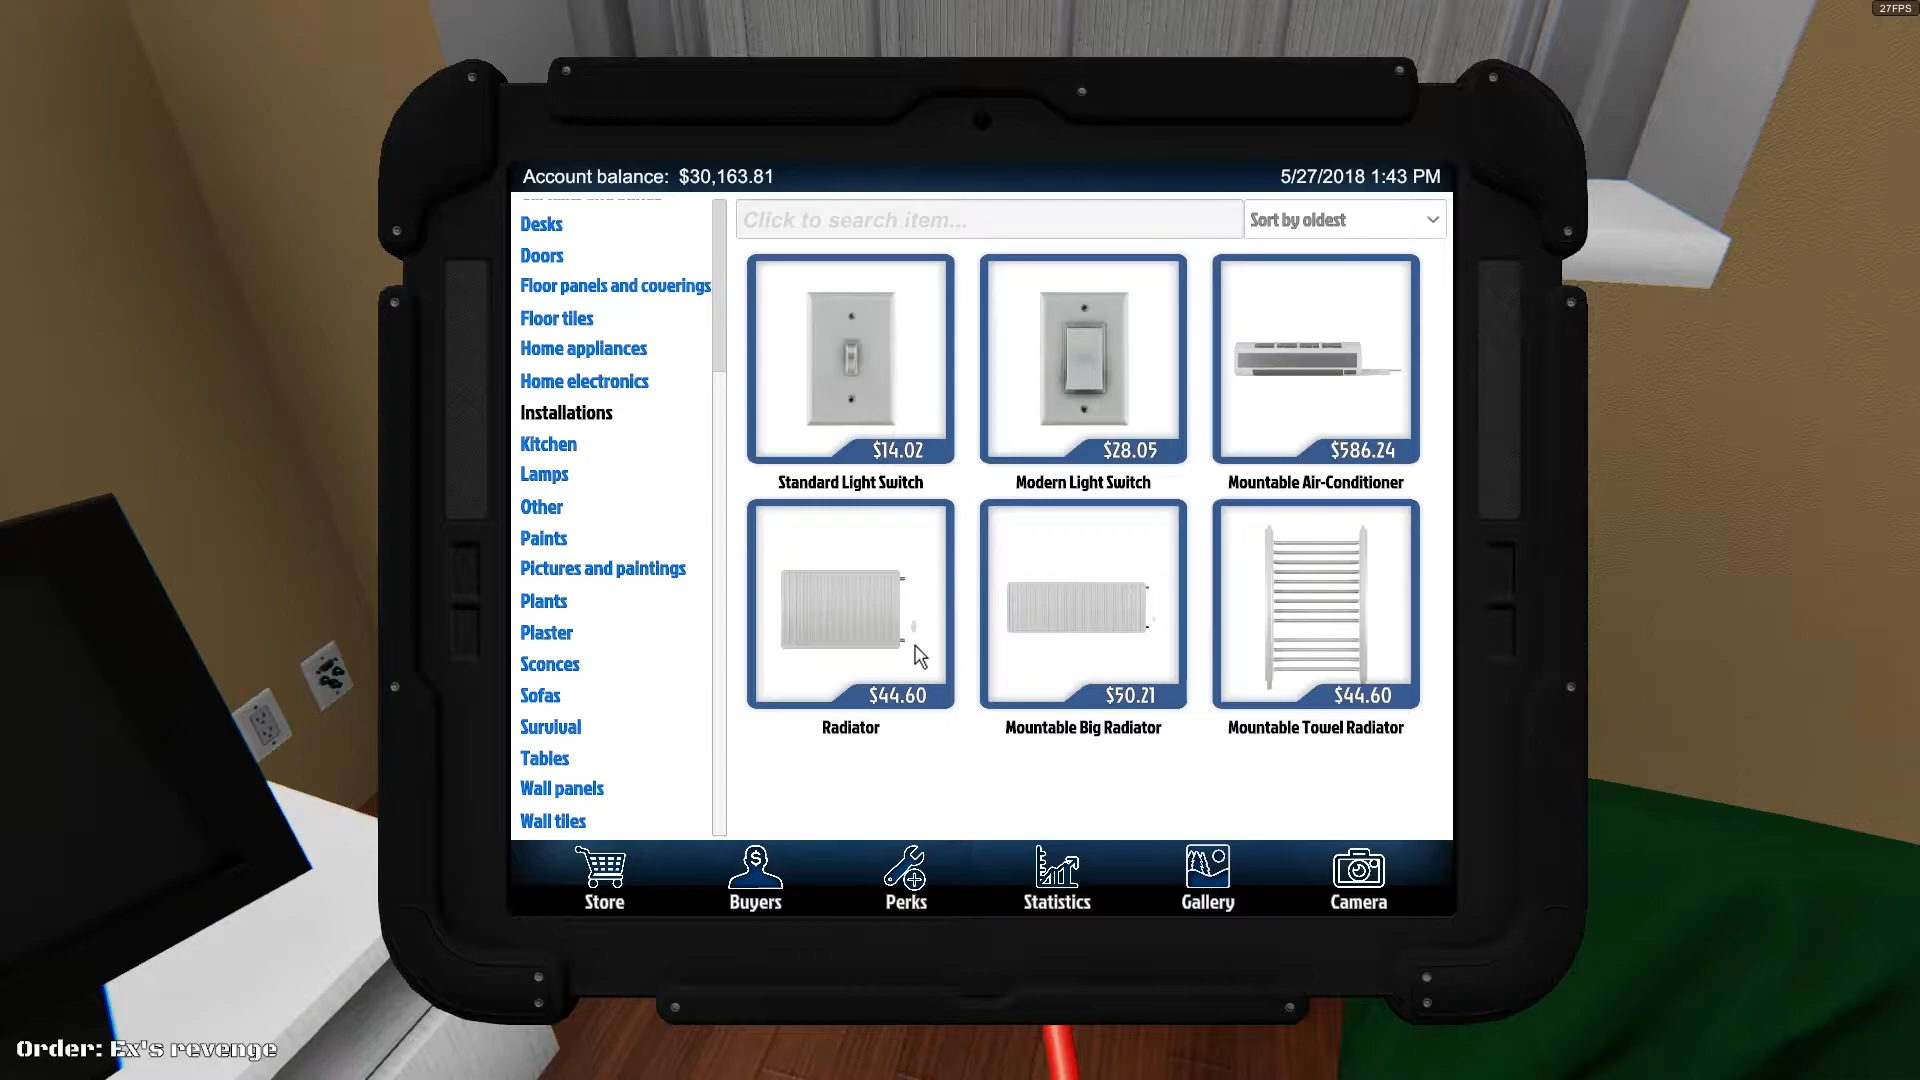 27FPS
Account balance: $30,163.81
5/27/2018 1:43 PM
Click to search item...
Sort by oldest
Desks
Doors
Floor panels and coverings
Floor tiles
Home appliances
Home electronics
Installations
Kitchen
Lamps
Other
Paints
Pictures and paintings
Plants
Plaster
Sconces
Sofas
Survival
Tables
Wall panels
Wall tiles
$14.02
$28.05
$586.24
Standard Light Switch
Modern Light Switch
Mountable Air-Conditioner
$44.60
$50.21
$44.60
Radiator
Mountable Big Radiator
Mountable Towel Radiator
Store
Buyers
Perks
Statistics
Gallery
Camera
Order: Ex's revenge